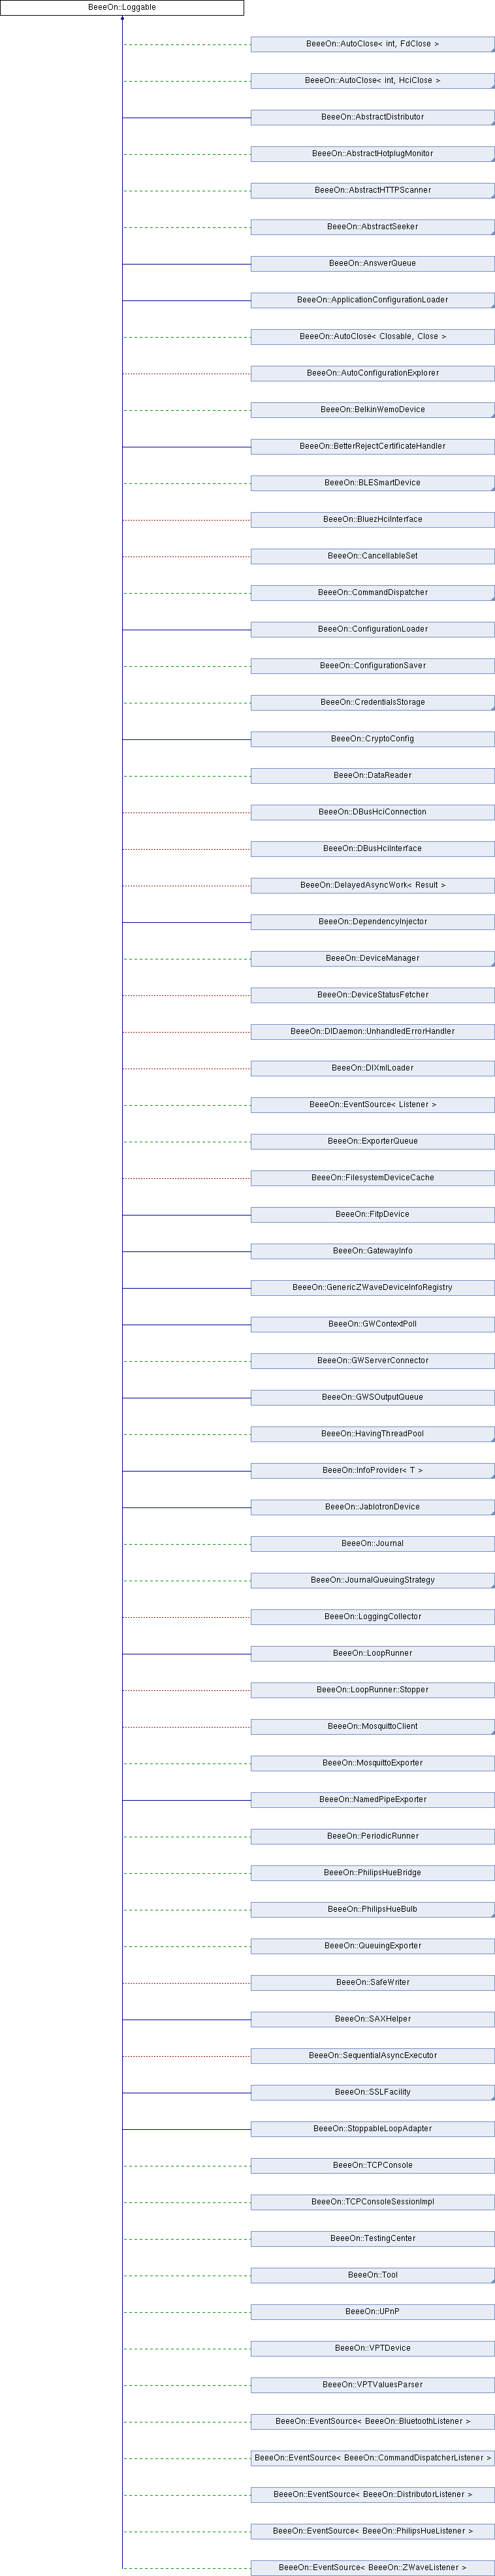 BeeeOn::Loggable
BeeeOn::AutoClose< int, FdClose >
BeeeOn::AutoClose< int, HciClose >
BeeeOn::AbstractDistributor
BeeeOn::AbstractHotplugMonitor
BeeeOn::AbstractHTTPScanner
BeeeOn::AbstractSeeker
BeeeOn::AnswerQueue
BeeeOn::ApplicationConfigurationLoader
BeeeOn::AutoClose< Closable, Close >
BeeeOn::AutoConfigurationExplorer
BeeeOn::BelkinWemoDevice
BeeeOn::BetterRejectCertificateHandler
BeeeOn::BLESmartDevice
BeeeOn::BluezHciInterface
BeeeOn::CancellableSet
BeeeOn::CommandDispatcher
BeeeOn::ConfigurationLoader
BeeeOn::ConfigurationSaver
BeeeOn::CredentialsStorage
BeeeOn::CryptoConfig
BeeeOn::DataReader
BeeeOn::DBusHciConnection
BeeeOn::DBusHciInterface
BeeeOn::DelayedAsyncWork< Result >
BeeeOn::DependencyInjector
BeeeOn::DeviceManager
BeeeOn::DeviceStatusFetcher
BeeeOn::DIDaemon::UnhandledErrorHandler
BeeeOn::DIXmlLoader
BeeeOn::EventSource< Listener >
BeeeOn::ExporterQueue
BeeeOn::FilesystemDeviceCache
BeeeOn::FitpDevice
BeeeOn::GatewayInfo
BeeeOn::GenericZWaveDeviceInfoRegistry
BeeeOn::GWContextPoll
BeeeOn::GWServerConnector
BeeeOn::GWSOutputQueue
BeeeOn::HavingThreadPool
BeeeOn::InfoProvider< T >
BeeeOn::JablotronDevice
BeeeOn::Journal
BeeeOn::JournalQueuingStrategy
BeeeOn::LoggingCollector
BeeeOn::LoopRunner
BeeeOn::LoopRunner::Stopper
BeeeOn::MosquittoClient
BeeeOn::MosquittoExporter
BeeeOn::NamedPipeExporter
BeeeOn::PeriodicRunner
BeeeOn::PhilipsHueBridge
BeeeOn::PhilipsHueBulb
BeeeOn::QueuingExporter
BeeeOn::SafeWriter
BeeeOn::SAXHelper
BeeeOn::SequentialAsyncExecutor
BeeeOn::SSLFacility
BeeeOn::StoppableLoopAdapter
BeeeOn::TCPConsole
BeeeOn::TCPConsoleSessionImpl
BeeeOn::TestingCenter
BeeeOn::Tool
BeeeOn::UPnP
BeeeOn::VPTDevice
BeeeOn::VPTValuesParser
BeeeOn::EventSource< BeeeOn::BluetoothListener >
BeeeOn::EventSource< BeeeOn::CommandDispatcherListener >
BeeeOn::EventSource< BeeeOn::DistributorListener >
BeeeOn::EventSource< BeeeOn::PhilipsHueListener >
BeeeOn::EventSource< BeeeOn::ZWaveListener >